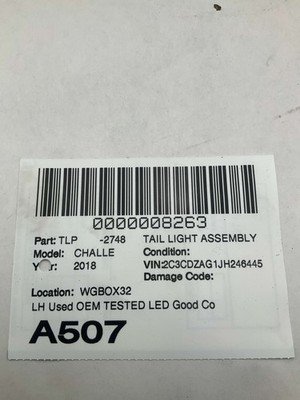 0000008263
Part: TLP -2748 TAIL LIGHT ASSEMBLY
Model: CHALLE Condition:
Year: 2018 VIN:2C3CDZAG1JH246445
Damage Code:
Location: WGBOX32
LH Used OEM TESTED LED Good Co
A507